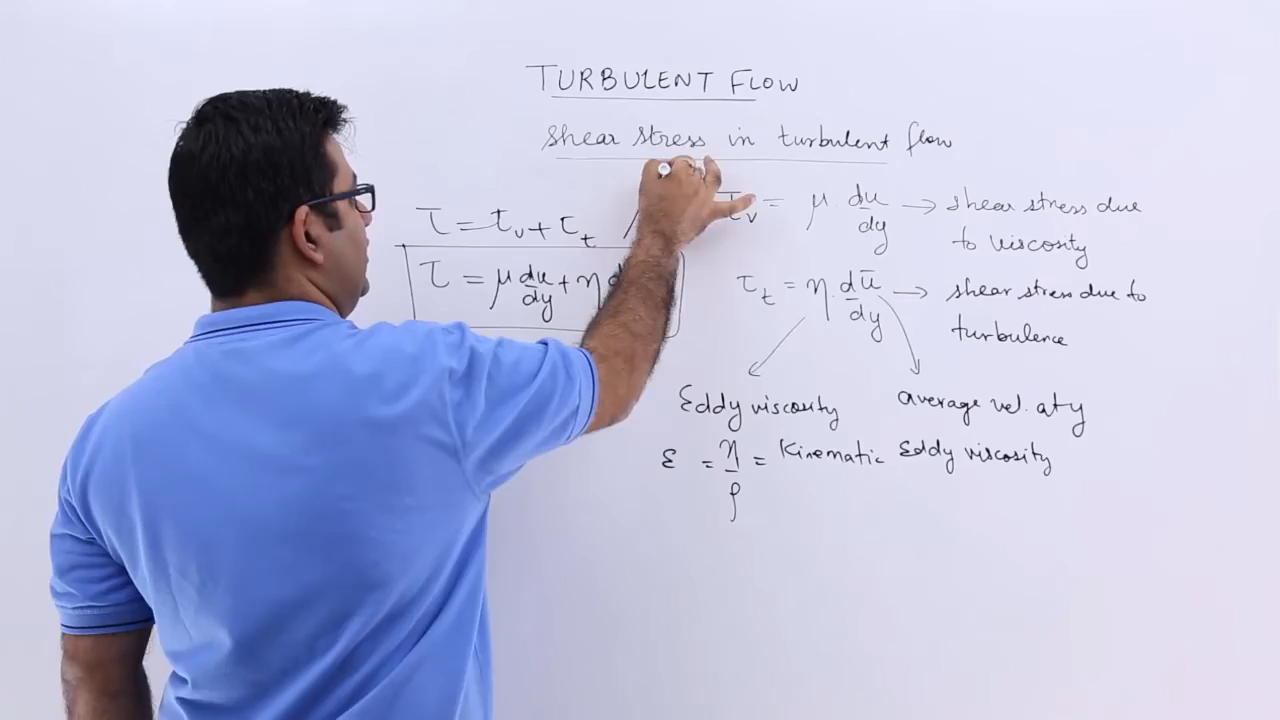 TURBULENT FLOW
shear stress in turbulent flow
τ = τv + τt
τ = μ du/dy + η d
τv = μ · du/dy → shear stress due
to viscosity
τt = η · dū/dy → shear stress due to
turbulence
Eddy viscosity
average vel. at y
ε = η/ρ = Kinematic Eddy viscosity